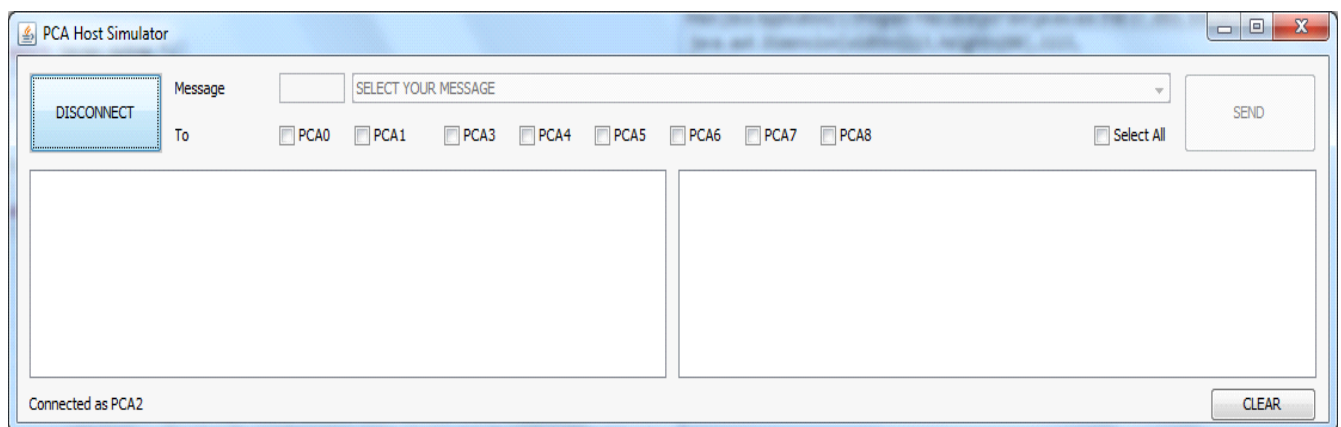 PCA Host Simulator
DISCONNECT
Message
SELECT YOUR MESSAGE
SEND
To
PCA0 PCA1 PCA3 PCA4 PCA5 PCA6 PCA7 PCA8 Select All
Connected as PCA2
CLEAR